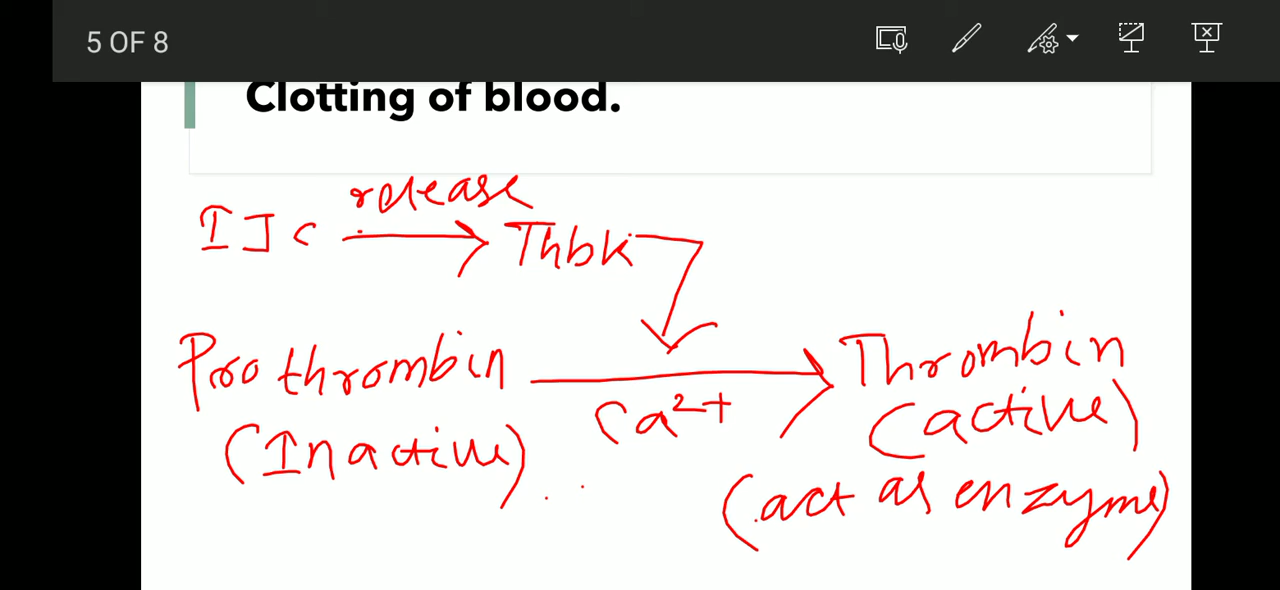 5 OF 8
Clotting of blood.
release
IJC → Thbk
Prothrombin → Thrombin
Ca²⁺
(Inactive) (active)
(act as enzyme)